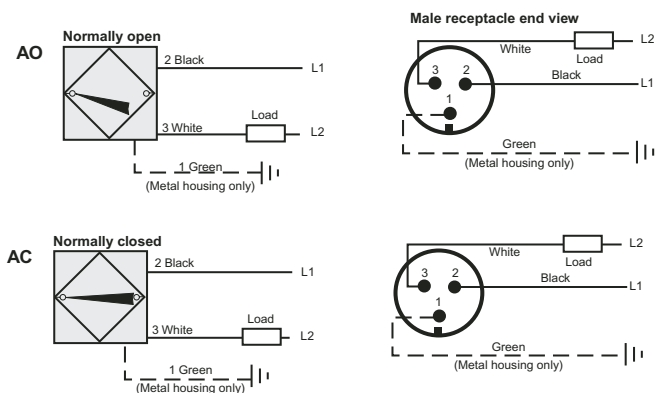 AO
Normally open
2 Black
L1
3 White
Load
L2
1 Green
(Metal housing only)
Male receptacle end view
White
Load
L2
3
2
Black
L1
1
Green
(Metal housing only)
AC
Normally closed
2 Black
L1
3 White
Load
L2
1 Green
(Metal housing only)
White
Load
L2
3
2
Black
L1
1
Green
(Metal housing only)